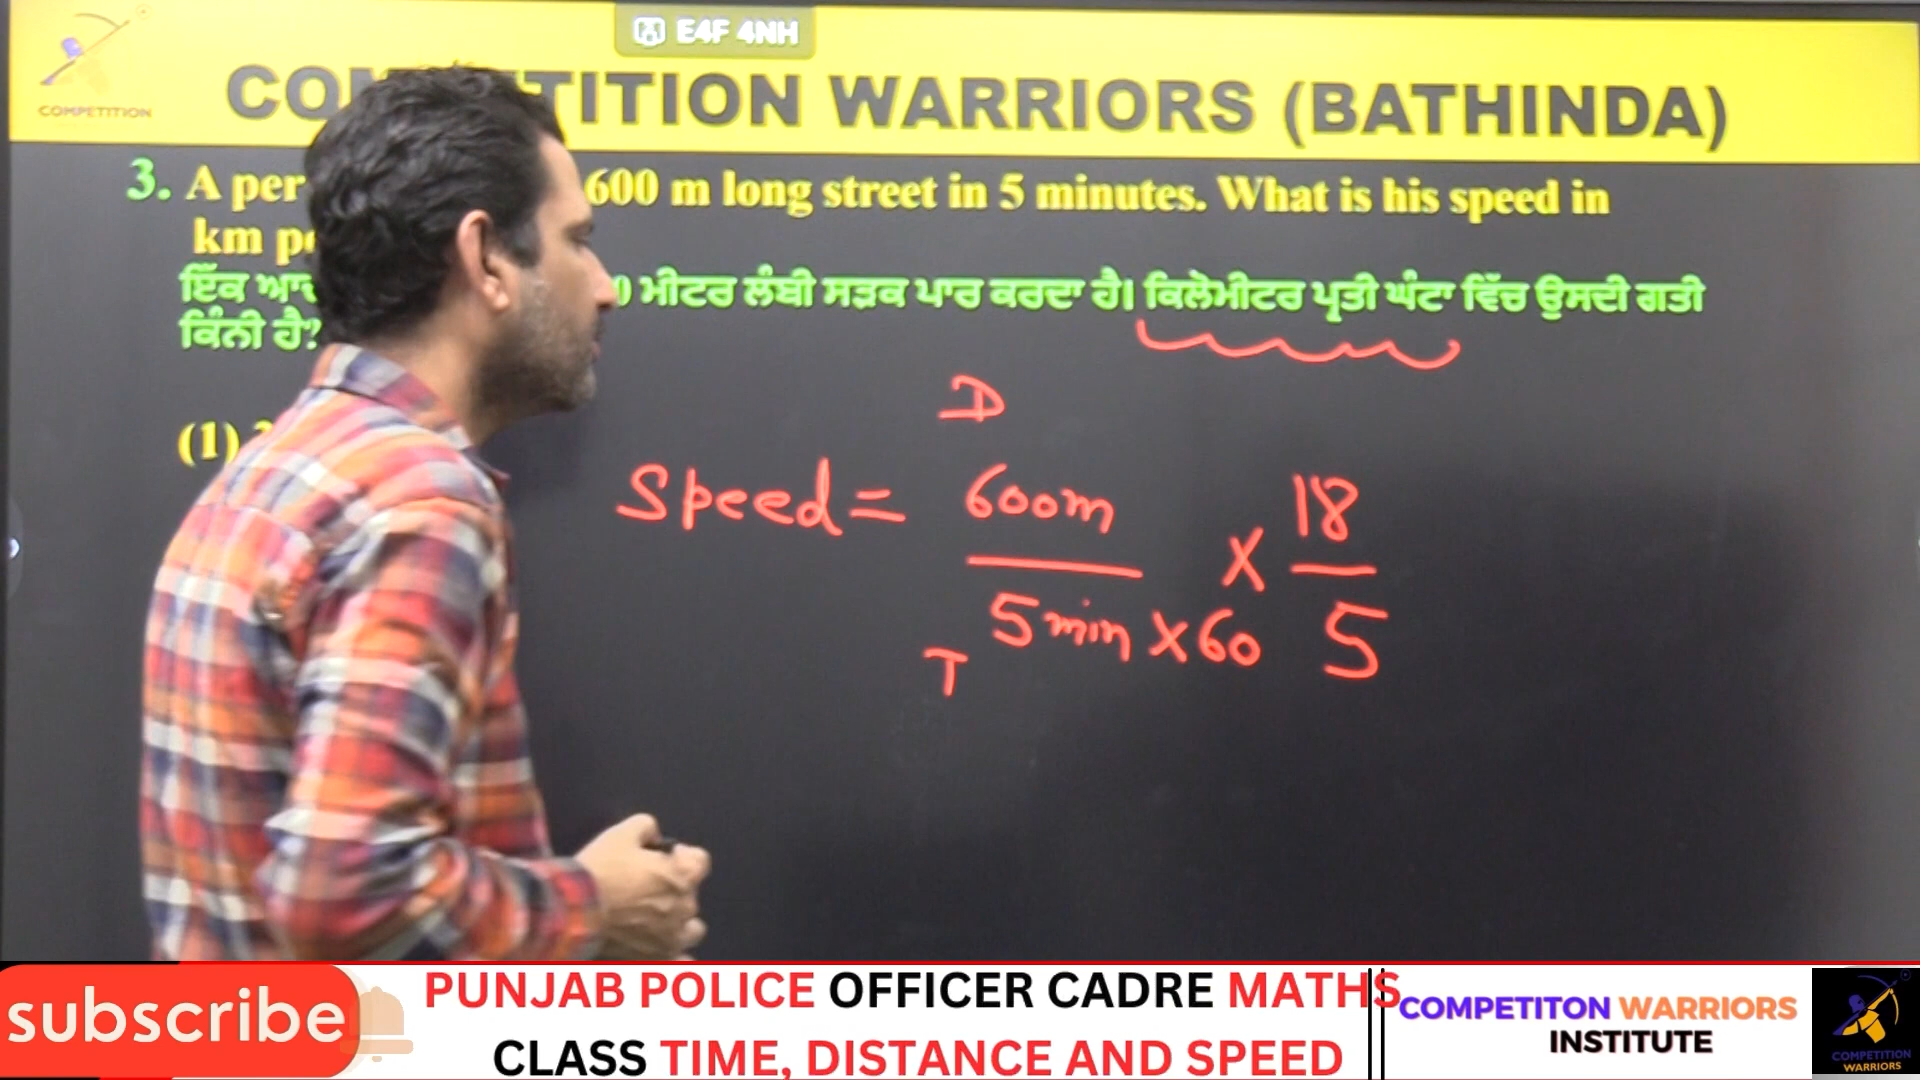 E4F 4NH
COMPETITION
TITION WARRIORS (BATHINDA)
3. A per 600 m long street in 5 minutes. What is his speed in
km
ਇੱਕ ਮੀਟਰ ਲੰਬੀ ਸੜਕ ਪਾਰ ਕਰਦਾ ਹੈ। ਕਿਲੋਮੀਟਰ ਪ੍ਰਤੀ ਘੰਟਾ ਵਿੱਚ ਉਸਦੀ ਗਤੀ
ਕਿੰਨੀ ਹੈ?
(1)
D
Speed = 600m × 18
5 min × 60 5
T
subscribe
PUNJAB POLICE OFFICER CADRE MATHS
CLASS TIME, DISTANCE AND SPEED
COMPETITON WARRIORS
INSTITUTE
COMPETITION
WARRIORS